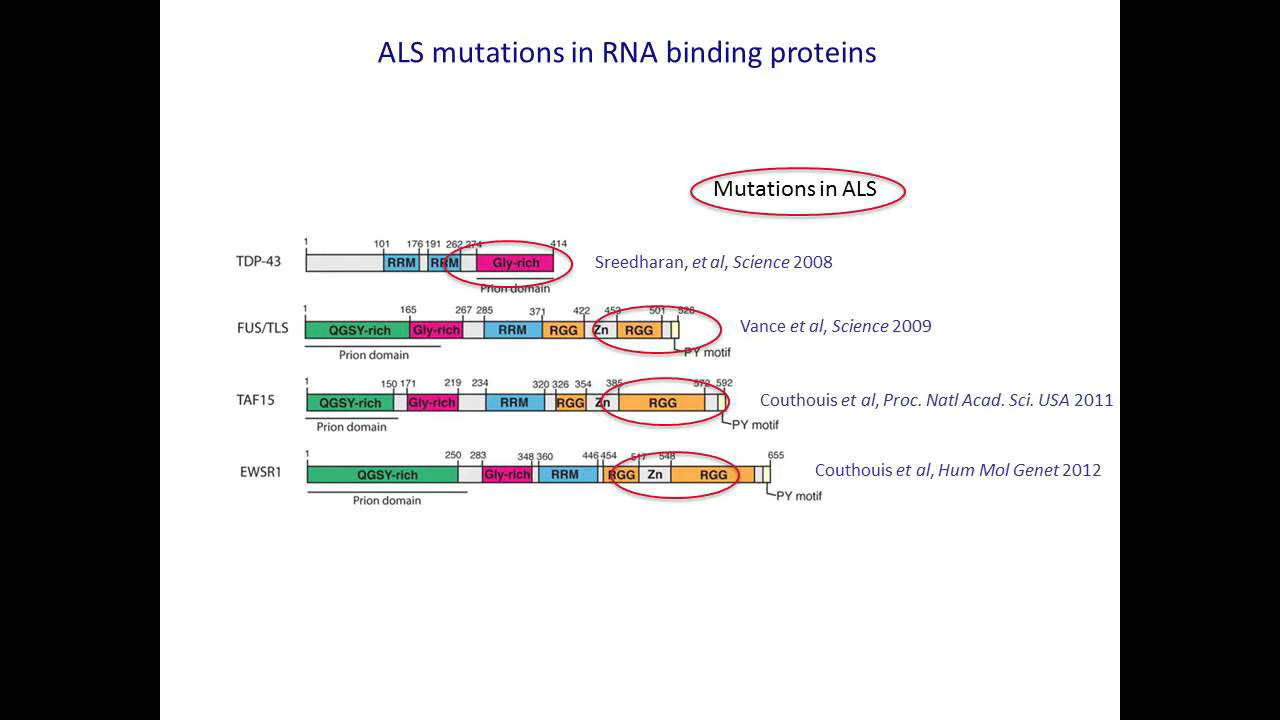 ALS mutations in RNA binding proteins
Mutations in ALS
1 101 176 191 262 274 414
TDP-43 RRM RRM Gly-rich Sreedharan, et al, Science 2008
Prion domain
1 165 267 285 371 422 453 501 526
FUS/TLS QGSY-rich Gly-rich RRM RGG Zn RGG Vance et al, Science 2009
Prion domain PY motif
1 150 171 219 234 320 326 354 385 573 592
TAF15 QGSY-rich Gly-rich RRM RGG Zn RGG Couthouis et al, Proc. Natl Acad. Sci. USA 2011
Prion domain PY motif
1 250 283 348 360 446 454 517 548 655
EWSR1 QGSY-rich Gly-rich RRM RGG Zn RGG Couthouis et al, Hum Mol Genet 2012
Prion domain PY motif